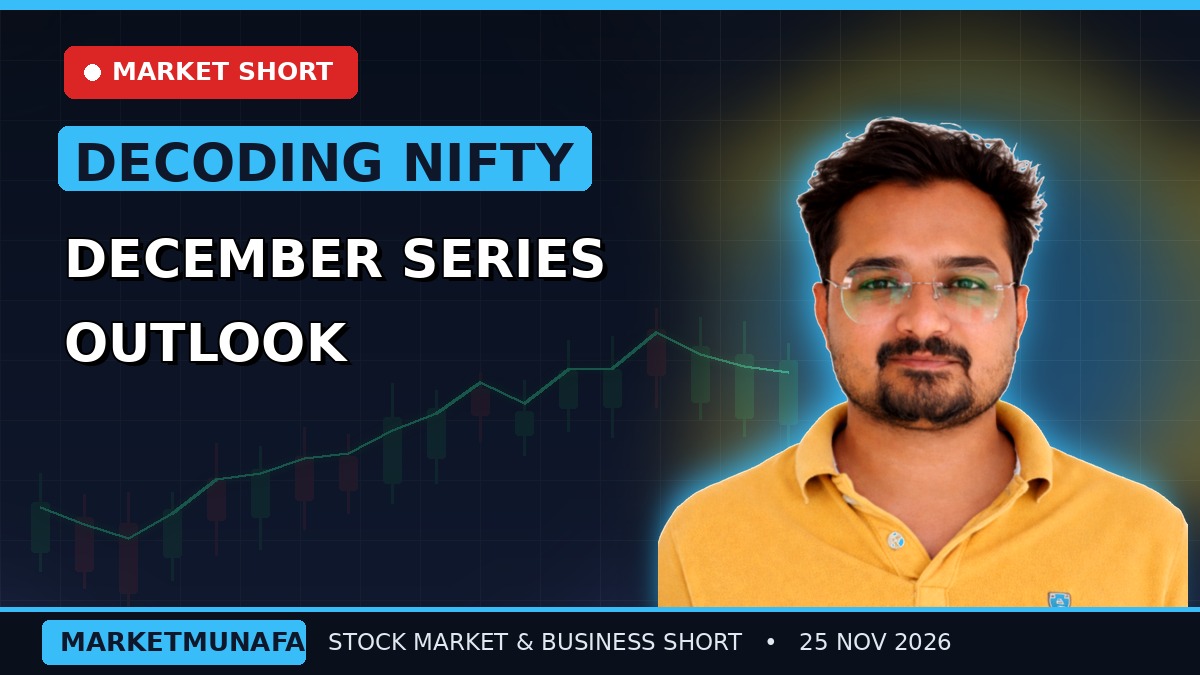 MARKET SHORT
DECODING NIFTY
DECEMBER SERIES
OUTLOOK
MARKETMUNAFA STOCK MARKET & BUSINESS SHORT • 25 NOV 2026